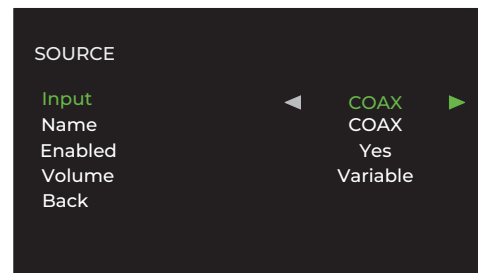 SOURCE
Input COAX
Name COAX
Enabled Yes
Volume Variable
Back